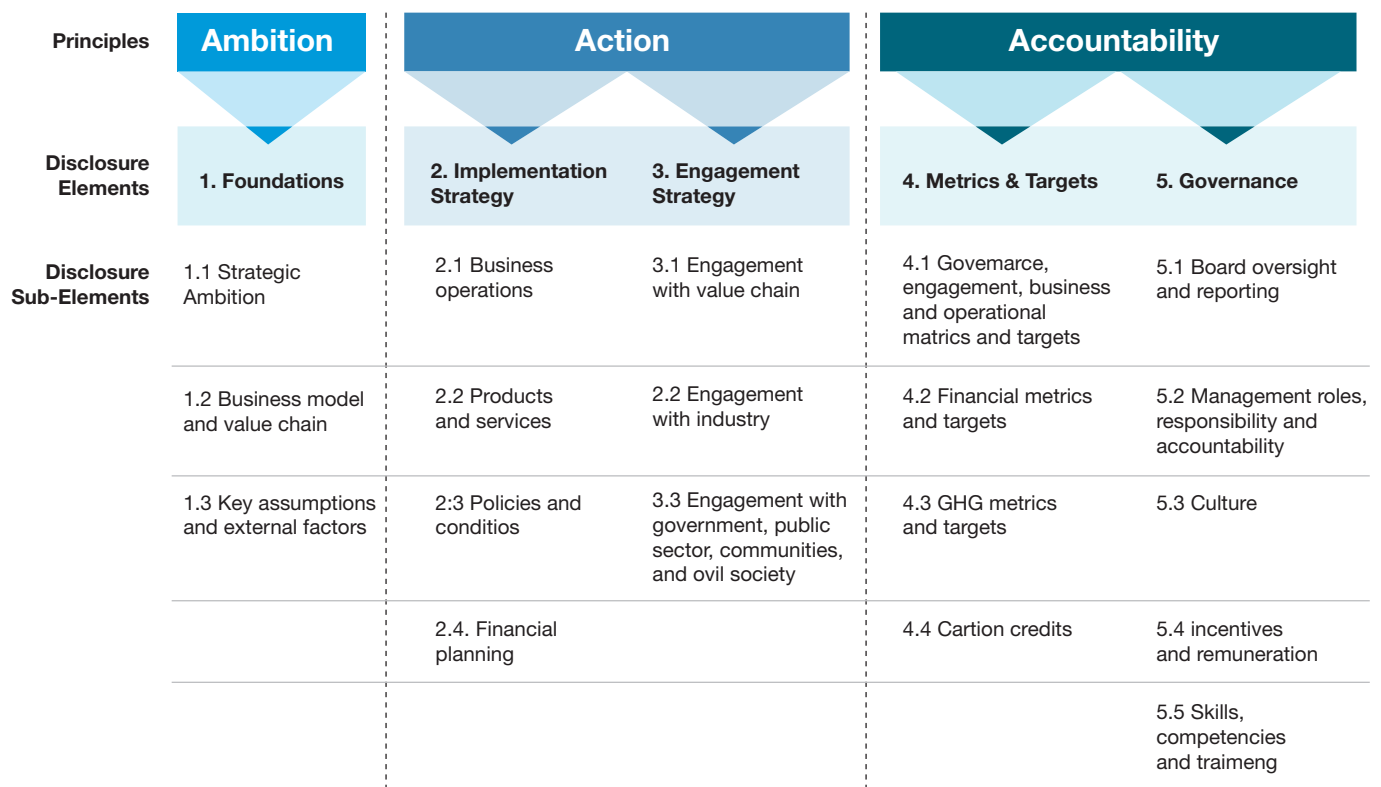 Principles
Ambition
Action
Accountability
Disclosure
Elements
1. Foundations
2. Implementation
Strategy
3. Engagement
Strategy
4. Metrics & Targets
5. Governance
Disclosure
Sub-Elements
1.1 Strategic
Ambition
2.1 Business
operations
3.1 Engagement
with value chain
4.1 Govemarce,
engagement, business
and operational
matrics and targets
5.1 Board oversight
and reporting
1.2 Business model
and value chain
2.2 Products
and services
2.2 Engagement
with industry
4.2 Financial metrics
and targets
5.2 Management roles,
responsibility and
accountability
1.3 Key assumptions
and external factors
2:3 Policies and
conditios
3.3 Engagement with
government, public
sector, communities,
and ovil society
4.3 GHG metrics
and targets
5.3 Culture
2.4. Financial
planning
4.4 Cartion credits
5.4 incentives
and remuneration
5.5 Skills,
competencies
and traimeng